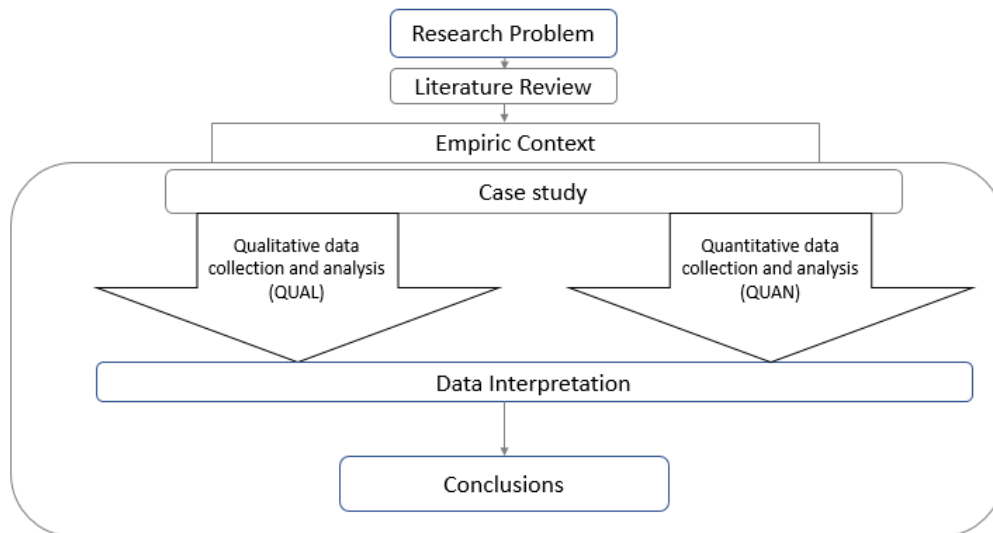 Research Problem
Literature Review
Empiric Context
Case study
Qualitative data
collection and analysis
(QUAL)
Quantitative data
collection and analysis
(QUAN)
Data Interpretation
Conclusions